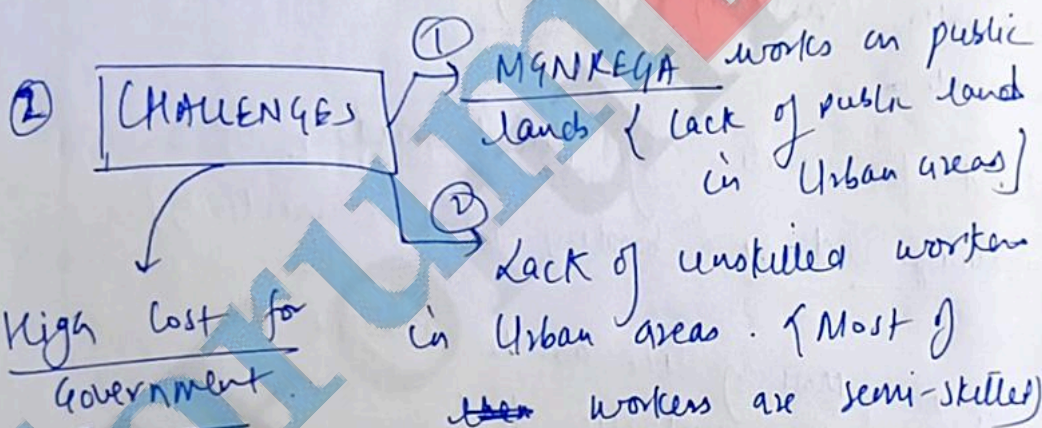 ② CHALLENGES
① MGNREGA works on public
lands { Lack of public land
in Urban areas]
② Lack of unskilled workers
in Urban areas. {Most of
workers are semi-skilled)
High Cost for
Government